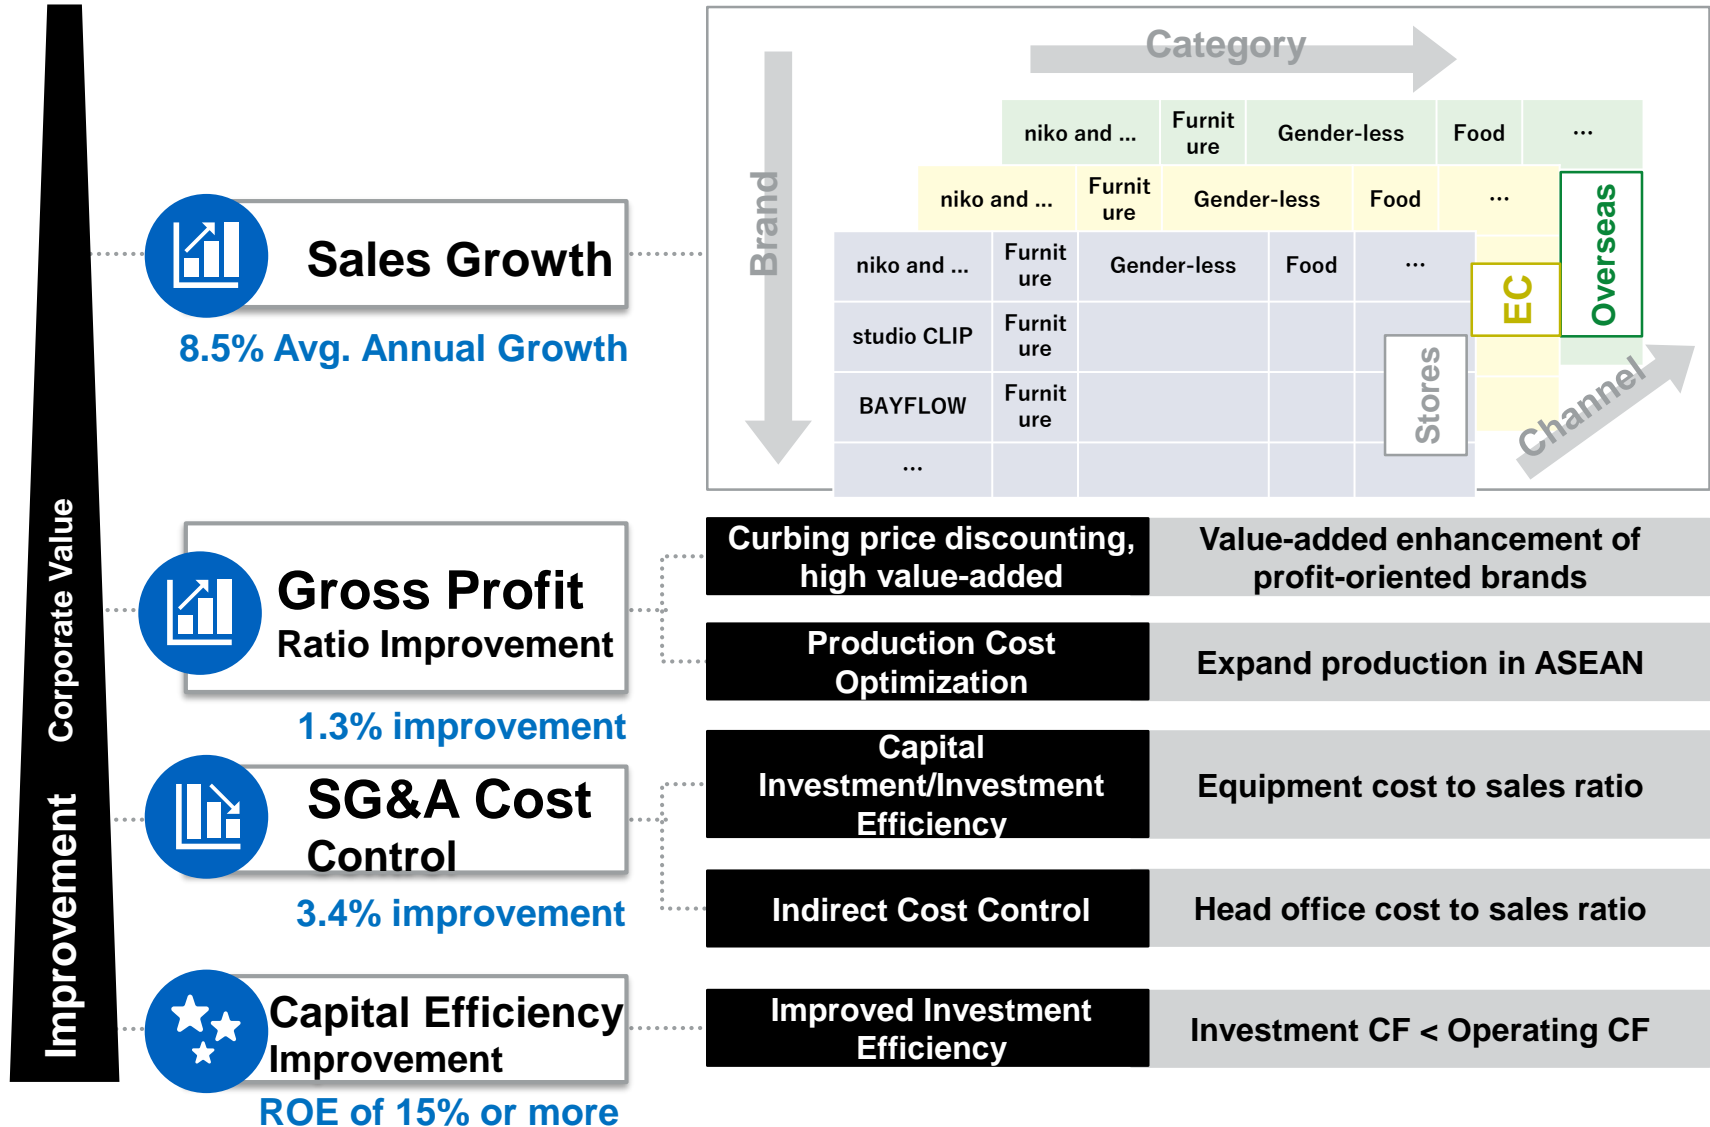 Improvement Corporate Value
Sales Growth
8.5% Avg. Annual Growth
Category
Brand
Channel
niko and ... Furnit Gender-less Food ...
ure
niko and ... Furnit Gender-less Food ...
ure
niko and ... Furnit Gender-less Food ...
ure
studio CLIP Furnit
ure
BAYFLOW Furnit
ure
...
Stores
EC
Overseas
Gross Profit
Ratio Improvement
1.3% improvement
Curbing price discounting,
high value-added
Value-added enhancement of
profit-oriented brands
Production Cost
Optimization
Expand production in ASEAN
SG&A Cost
Control
3.4% improvement
Capital
Investment/Investment
Efficiency
Equipment cost to sales ratio
Indirect Cost Control
Head office cost to sales ratio
Capital Efficiency
Improvement
ROE of 15% or more
Improved Investment
Efficiency
Investment CF < Operating CF